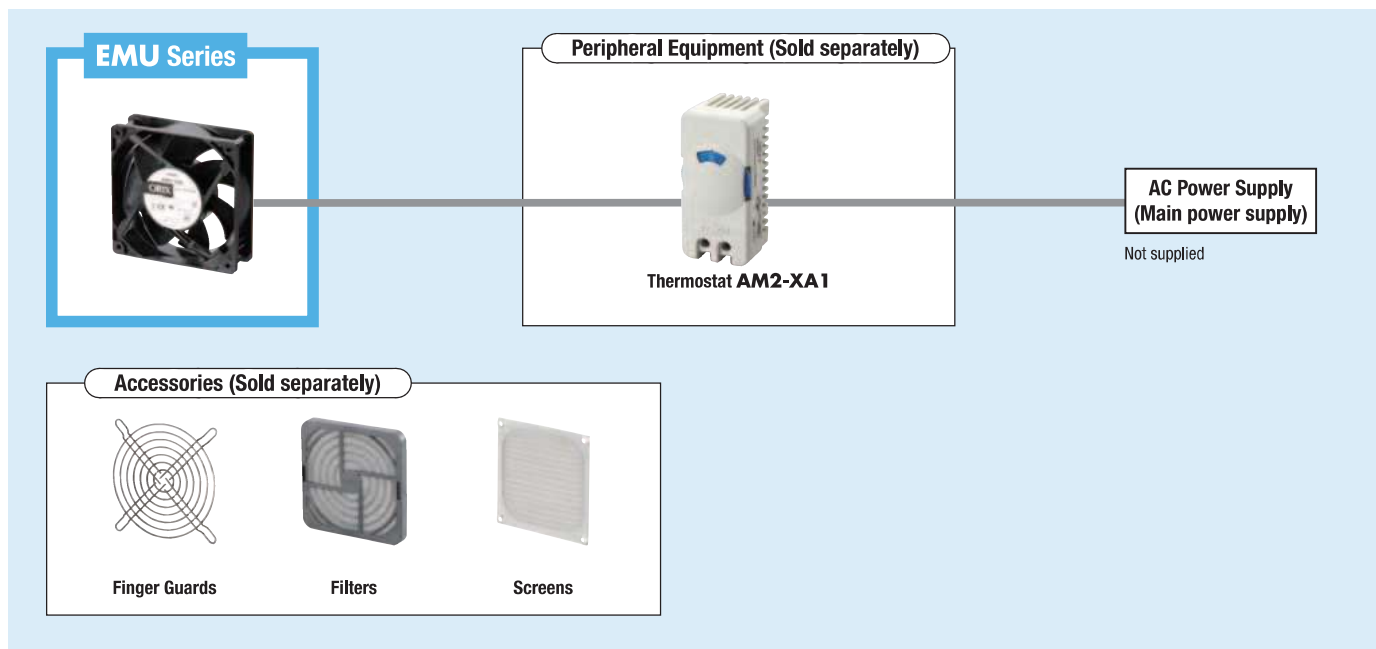 EMU Series
Peripheral Equipment (Sold separately)
ORIX
Thermostat AM2-XA1
AC Power Supply
(Main power supply)
Not supplied
Accessories (Sold separately)
Finger Guards
Filters
Screens